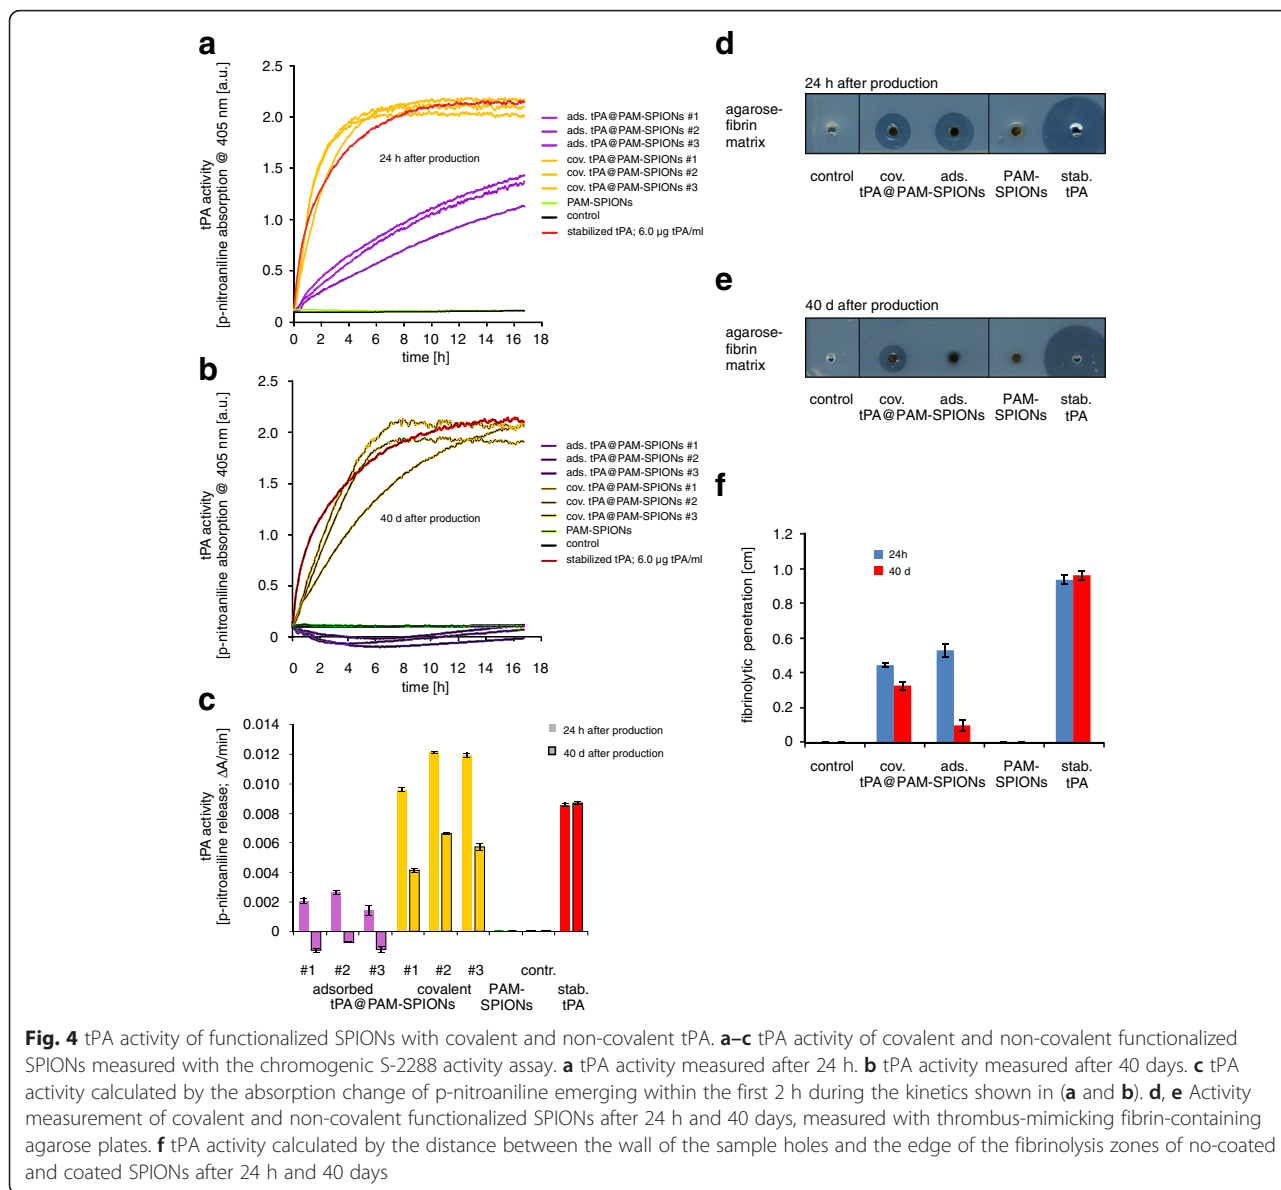 a
tPA activity
[p-nitroaniline absorption @ 405 nm [a.u.]
2.5
2.0
1.5
1.0
0.5
0
0 2 4 6 8 10 12 14 16 18
time [h]
24 h after production
ads. tPA@PAM-SPIONs #1
ads. tPA@PAM-SPIONs #2
ads. tPA@PAM-SPIONs #3
cov. tPA@PAM-SPIONs #1
cov. tPA@PAM-SPIONs #2
cov. tPA@PAM-SPIONs #3
PAM-SPIONs
control
stabilized tPA; 6.0 µg tPA/ml
b
tPA activity
[p-nitroaniline absorption @ 405 nm [a.u.]
2.5
2.0
1.5
1.0
0.5
0
0 2 4 6 8 10 12 14 16 18
time [h]
40 d after production
ads. tPA@PAM-SPIONs #1
ads. tPA@PAM-SPIONs #2
ads. tPA@PAM-SPIONs #3
cov. tPA@PAM-SPIONs #1
cov. tPA@PAM-SPIONs #2
cov. tPA@PAM-SPIONs #3
PAM-SPIONs
control
stabilized tPA; 6.0 µg tPA/ml
c
tPA activity
[p-nitroaniline release; ΔA/min]
0.014
0.012
0.010
0.008
0.006
0.004
0.002
0
24 h after production
40 d after production
#1 #2 #3 #1 #2 #3 contr.
adsorbed covalent PAM- stab.
tPA@PAM-SPIONs SPIONs tPA
d
24 h after production
agarose-
fibrin
matrix
control cov. ads. PAM- stab.
tPA@PAM-SPIONs SPIONs tPA
e
40 d after production
agarose-
fibrin
matrix
control cov. ads. PAM- stab.
tPA@PAM-SPIONs SPIONs tPA
f
fibrinolytic penetration [cm]
1.2
1.0
0.8
0.6
0.4
0.2
0
24h
40 d
control cov. ads. PAM- stab.
tPA@PAM-SPIONs SPIONs tPA
Fig. 4 tPA activity of functionalized SPIONs with covalent and non-covalent tPA. a–c tPA activity of covalent and non-covalent functionalized
SPIONs measured with the chromogenic S-2288 activity assay. a tPA activity measured after 24 h. b tPA activity measured after 40 days. c tPA
activity calculated by the absorption change of p-nitroaniline emerging within the first 2 h during the kinetics shown in (a and b). d, e Activity
measurement of covalent and non-covalent functionalized SPIONs after 24 h and 40 days, measured with thrombus-mimicking fibrin-containing
agarose plates. f tPA activity calculated by the distance between the wall of the sample holes and the edge of the fibrinolysis zones of no-coated
and coated SPIONs after 24 h and 40 days